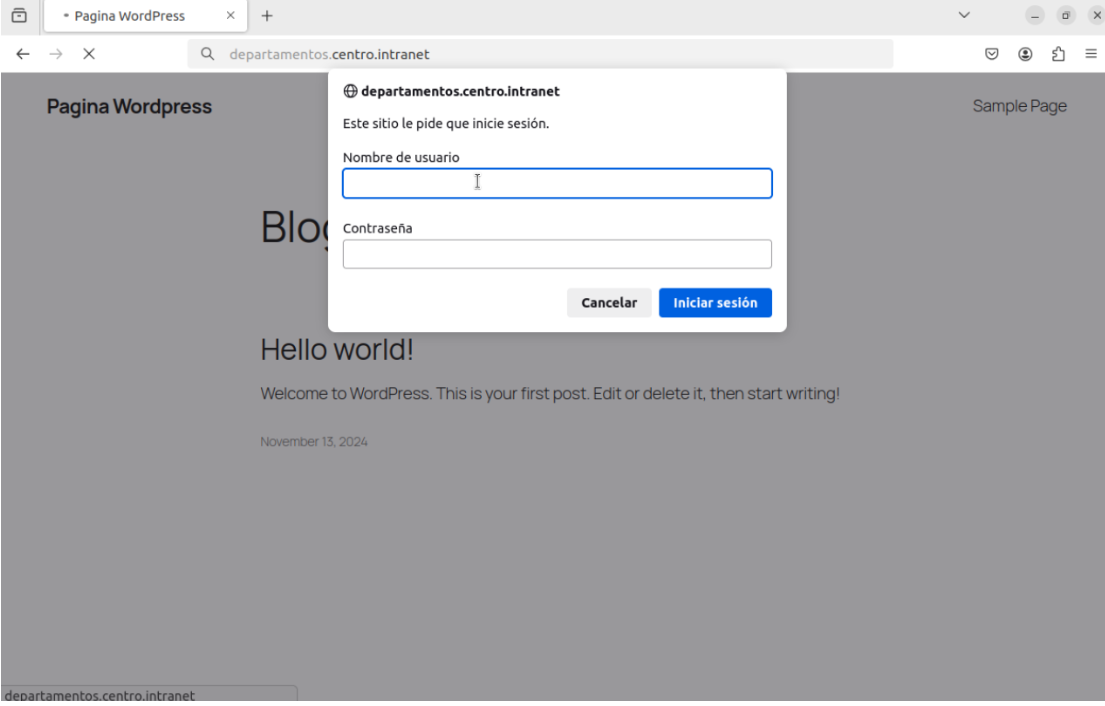 Pagina WordPress
departamentos.centro.intranet
departamentos.centro.intranet
Este sitio le pide que inicie sesión.
Nombre de usuario
Contraseña
Cancelar Iniciar sesión
Pagina Wordpress Sample Page
Blog
Hello world!
Welcome to WordPress. This is your first post. Edit or delete it, then start writing!
November 13, 2024
departamentos.centro.intranet